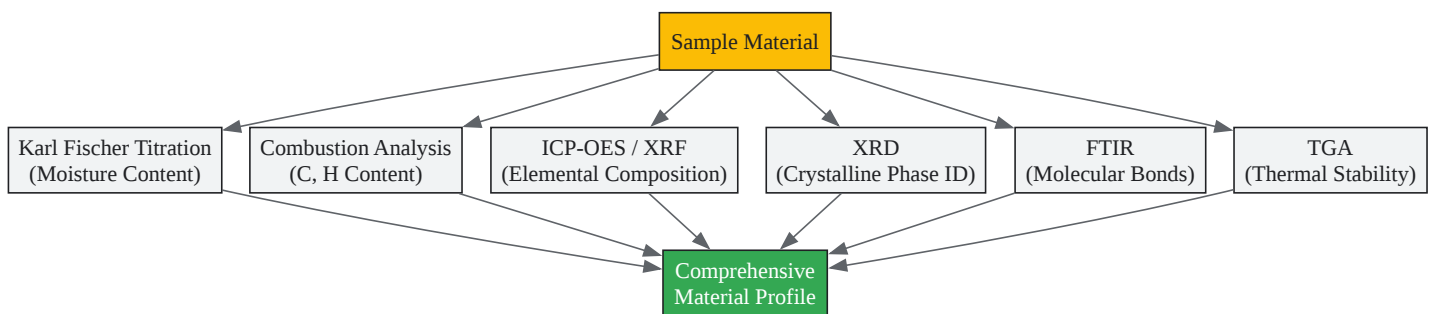 Sample Material
Karl Fischer Titration
(Moisture Content)
Combustion Analysis
(C, H Content)
ICP-OES / XRF
(Elemental Composition)
XRD
(Crystalline Phase ID)
FTIR
(Molecular Bonds)
TGA
(Thermal Stability)
Comprehensive
Material Profile